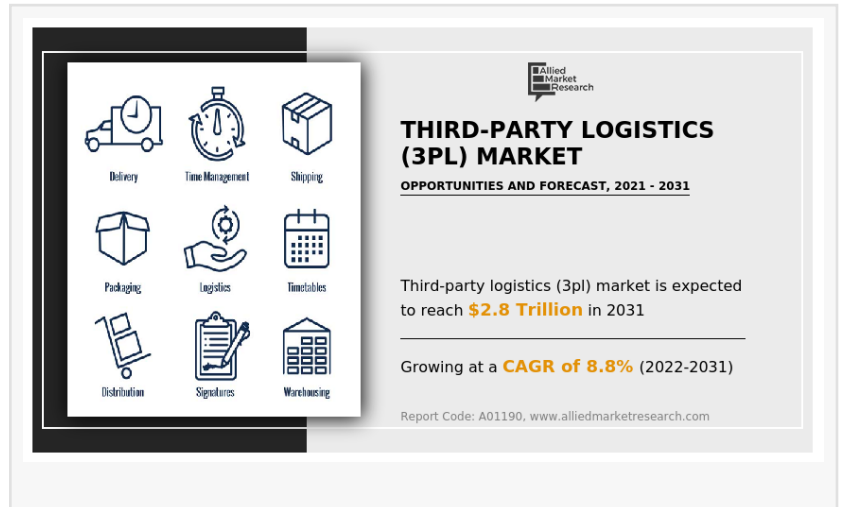 Allied
Market
Research
THIRD-PARTY LOGISTICS
(3PL) MARKET
OPPORTUNITIES AND FORECAST, 2021 - 2031
Third-party logistics (3pl) market is expected
to reach $2.8 Trillion in 2031
Growing at a CAGR of 8.8% (2022-2031)
Report Code: A01190, www.alliedmarketresearch.com
Delivery
Time Management
Shipping
Packaging
Logistics
Timetables
Distribution
Signatures
Warehousing